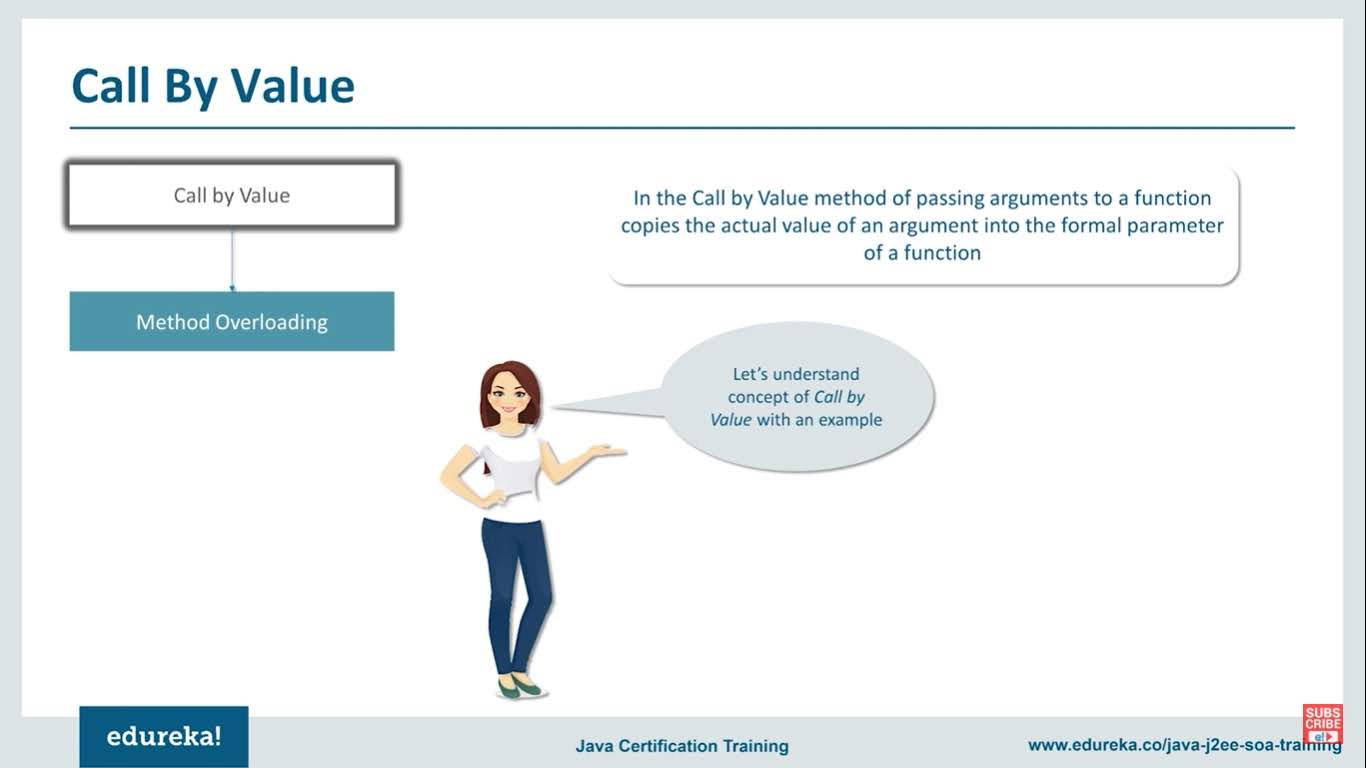 Call By Value
Call by Value
Method Overloading
In the Call by Value method of passing arguments to a function
copies the actual value of an argument into the formal parameter
of a function
Let's understand
concept of Call by
Value with an example
edureka!
Java Certification Training
www.edureka.co/java-j2ee-soa-training
SUBS
CRIBE
e!